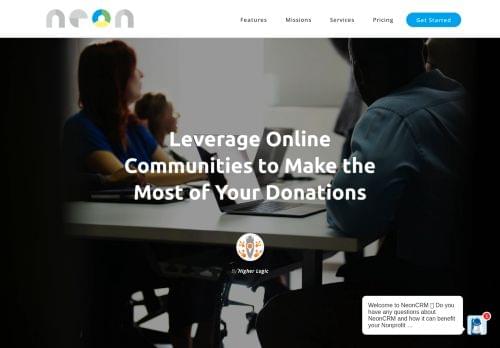 neon
Features Missions Services Pricing Get Started
Leverage Online
Communities to Make the
Most of Your Donations
By Higher Logic
Welcome to NeonCRM ▯ Do you
have any questions about
NeonCRM and how it can benefit
your Nonprofit ...
1